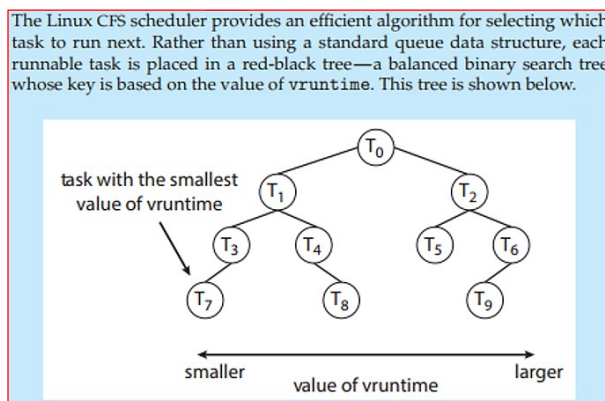 The Linux CFS scheduler provides an efficient algorithm for selecting which
task to run next. Rather than using a standard queue data structure, each
runnable task is placed in a red-black tree—a balanced binary search tree
whose key is based on the value of vruntime. This tree is shown below.
T0
task with the smallest
value of vruntime
T1
T2
T3
T4
T5
T6
T7
T8
T9
smaller
value of vruntime
larger